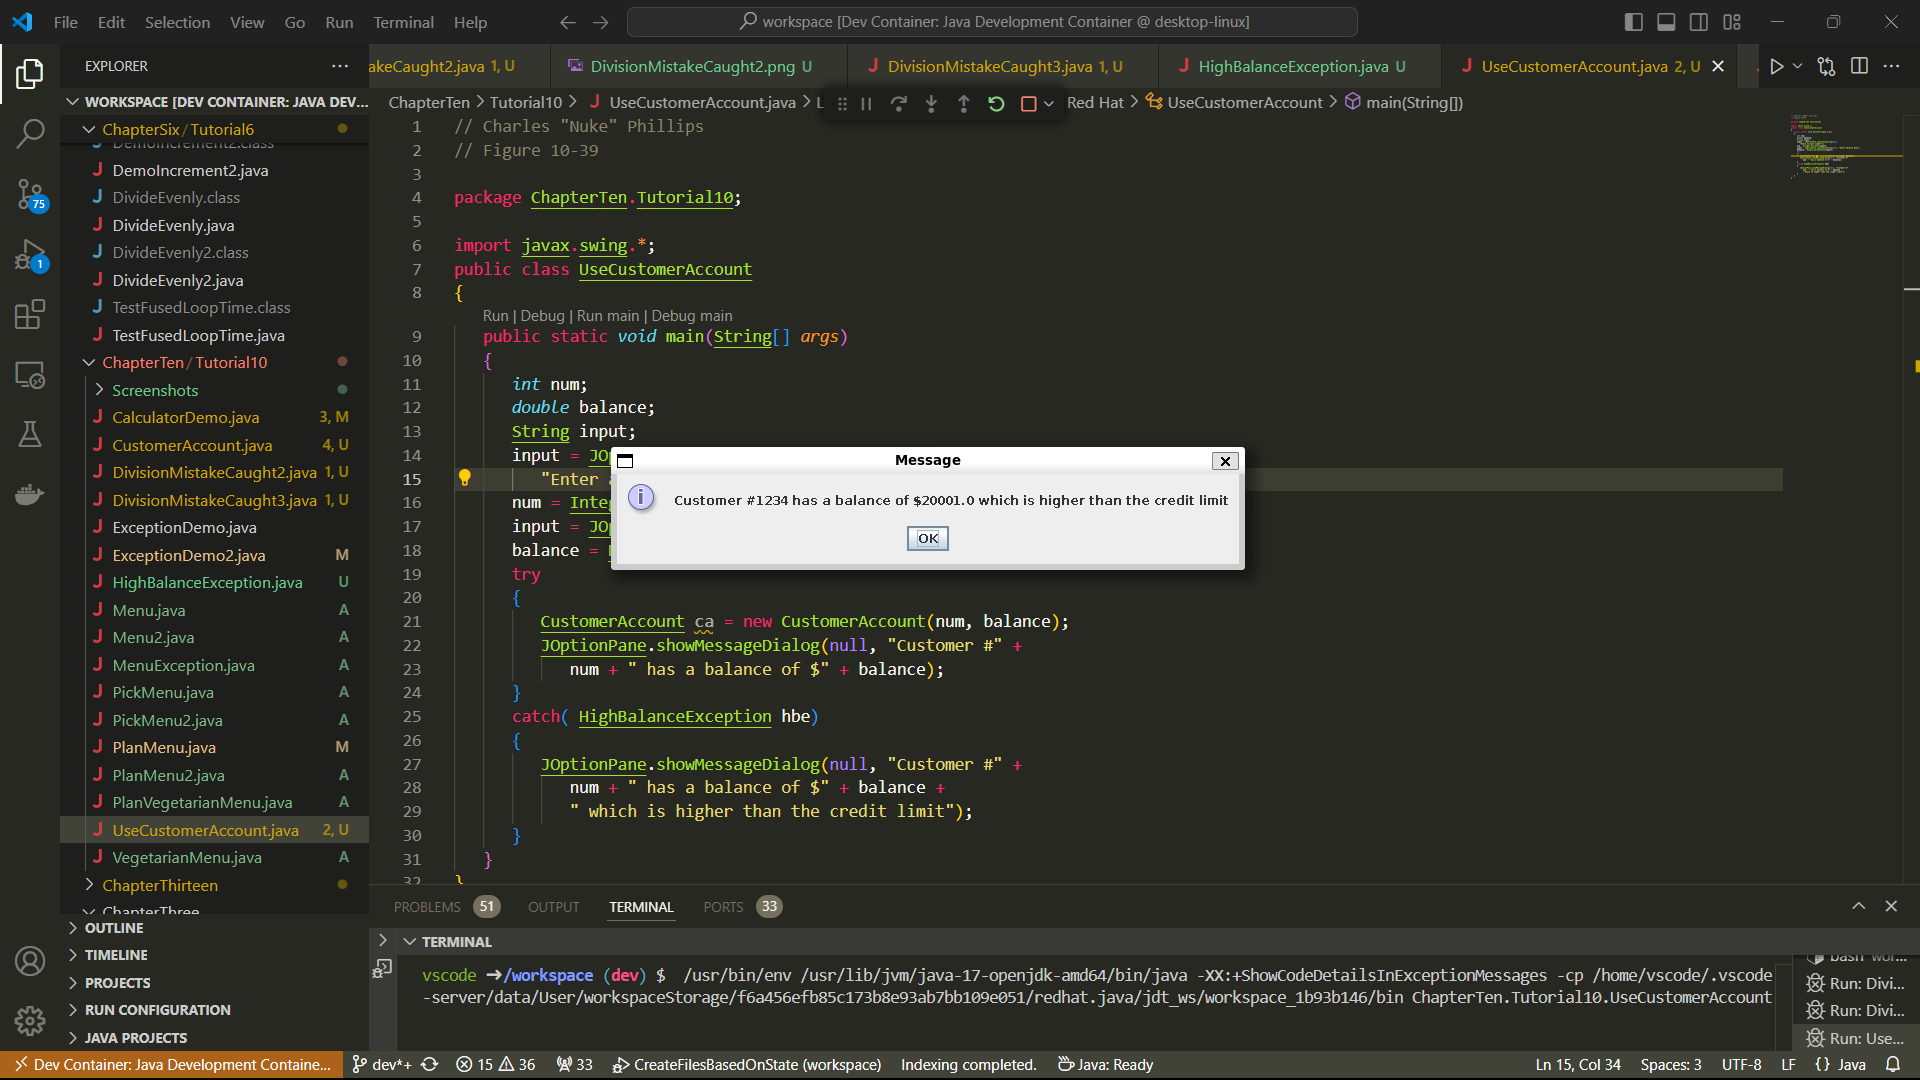 File Edit Selection View Go Run Terminal Help
workspace [Dev Container: Java Development Container @ desktop-linux]
EXPLORER
akeCaught2.java 1, U
DivisionMistakeCaught2.png U
DivisionMistakeCaught3.java 1, U
HighBalanceException.java U
UseCustomerAccount.java 2, U
WORKSPACE [DEV CONTAINER: JAVA DEV...
ChapterTen > Tutorial10 > UseCustomerAccount.java > L
Red Hat > UseCustomerAccount > main(String[])
ChapterSix / Tutorial6
DemoIncrement2.class
DemoIncrement2.java
DivideEvenly.class
DivideEvenly.java
DivideEvenly2.class
DivideEvenly2.java
TestFusedLoopTime.class
TestFusedLoopTime.java
ChapterTen / Tutorial10
Screenshots
CalculatorDemo.java 3, M
CustomerAccount.java 4, U
DivisionMistakeCaught2.java 1, U
DivisionMistakeCaught3.java 1, U
ExceptionDemo.java
ExceptionDemo2.java M
HighBalanceException.java U
Menu.java A
Menu2.java A
MenuException.java A
PickMenu.java A
PickMenu2.java A
PlanMenu.java M
PlanMenu2.java A
PlanVegetarianMenu.java A
UseCustomerAccount.java 2, U
VegetarianMenu.java A
ChapterThirteen
ChapterThree
OUTLINE
TIMELINE
PROJECTS
RUN CONFIGURATION
JAVA PROJECTS
75
1
1 // Charles "Nuke" Phillips
2 // Figure 10-39
3
4 package ChapterTen.Tutorial10;
5
6 import javax.swing.*;
7 public class UseCustomerAccount
8 {
Run | Debug | Run main | Debug main
9 public static void main(String[] args)
10 {
11 int num;
12 double balance;
13 String input;
14 input = JO
15 "Enter
16 num = Integ
17 input = JO
18 balance =
19 try
20 {
21 CustomerAccount ca = new CustomerAccount(num, balance);
22 JOptionPane.showMessageDialog(null, "Customer #" +
23 num + " has a balance of $" + balance);
24 }
25 catch( HighBalanceException hbe)
26 {
27 JOptionPane.showMessageDialog(null, "Customer #" +
28 num + " has a balance of $" + balance +
29 " which is higher than the credit limit");
30 }
31 }
32 }
Message
Customer #1234 has a balance of $20001.0 which is higher than the credit limit
OK
PROBLEMS 51 OUTPUT TERMINAL PORTS 33
TERMINAL
vscode ➜/workspace (dev) $ /usr/bin/env /usr/lib/jvm/java-17-openjdk-amd64/bin/java -XX:+ShowCodeDetailsInExceptionMessages -cp /home/vscode/.vscode
-server/data/User/workspaceStorage/f6a456efb85c173b8e93ab7bb109e051/redhat.java/jdt_ws/workspace_1b93b146/bin ChapterTen.Tutorial10.UseCustomerAccount
bash wor...
Run: Divi...
Run: Divi...
Run: Use...
Dev Container: Java Development Containe... dev*+ 15 36 33 CreateFilesBasedOnState (workspace) Indexing completed. Java: Ready
Ln 15, Col 34 Spaces: 3 UTF-8 LF {} Java